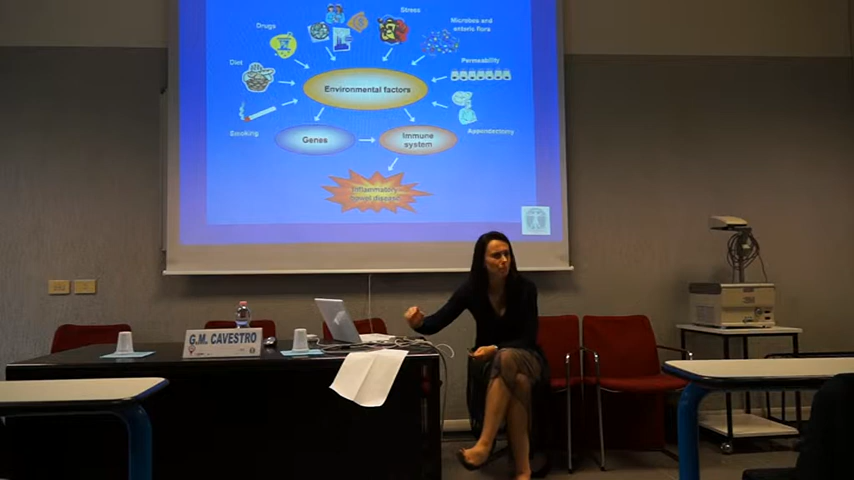 Stress
Drugs
Microbes and
enteric flora
Diet
Permeability
Environmental factors
Smoking
Appendectomy
Genes
Immune
system
Inflammatory
bowel disease
G.M. CAVESTRO